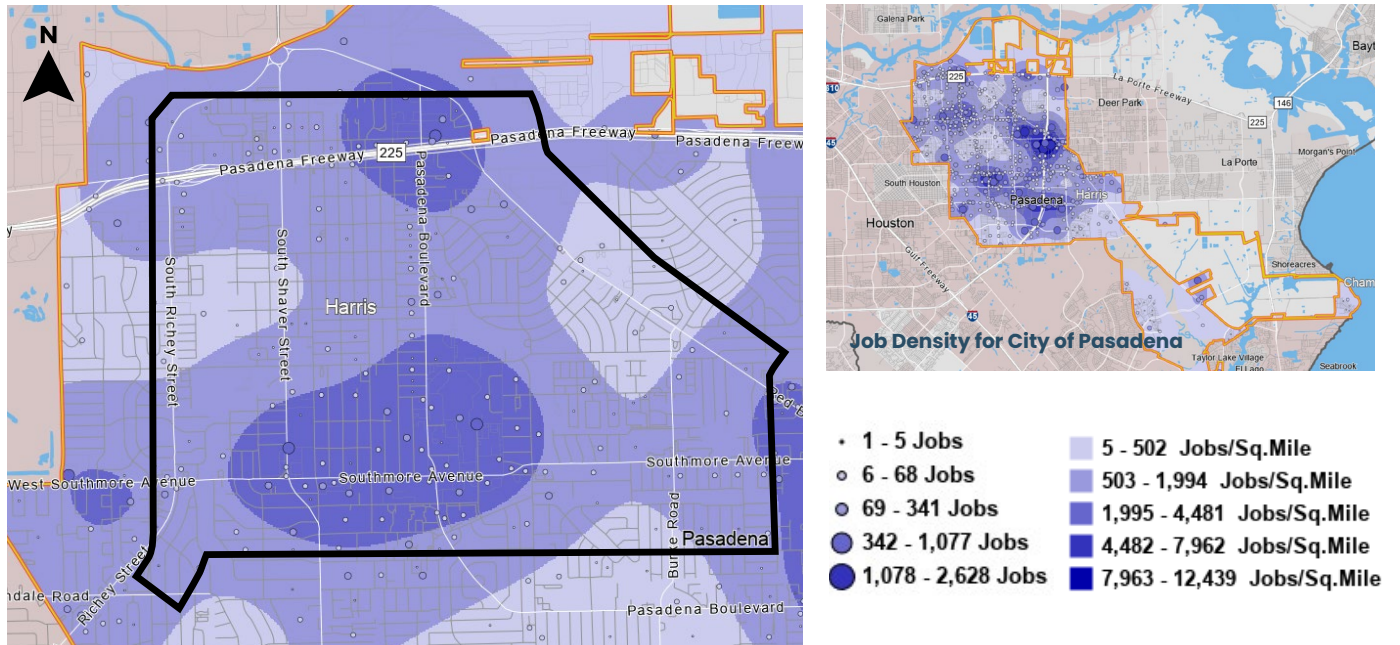 N
Pasadena Freeway
225
Pasadena Freeway
Pasadena Freew
y
South Richey Street
South Shaver Street
Pasadena Boulevard
Harris
Red B
West Southmore Avenue
Southmore Avenue
Southmore Avenue
Burke Road
Pasadena
Richey Street
ndale Road
Pasadena Boulevard
Galena Park
Bayt
225
La Porte Freeway
610
Deer Park
146
225
45
La Porte
Morgan's Point
South Houston
Harris
Pasadena
Houston
Gulf Freeway
Shoreacres
Cham
45
Job Density for City of Pasadena
Taylor Lake Village
El Lago
Seabrook
1 - 5 Jobs
6 - 68 Jobs
69 - 341 Jobs
342 - 1,077 Jobs
1,078 - 2,628 Jobs
5 - 502 Jobs/Sq.Mile
503 - 1,994 Jobs/Sq.Mile
1,995 - 4,481 Jobs/Sq.Mile
4,482 - 7,962 Jobs/Sq.Mile
7,963 - 12,439 Jobs/Sq.Mile